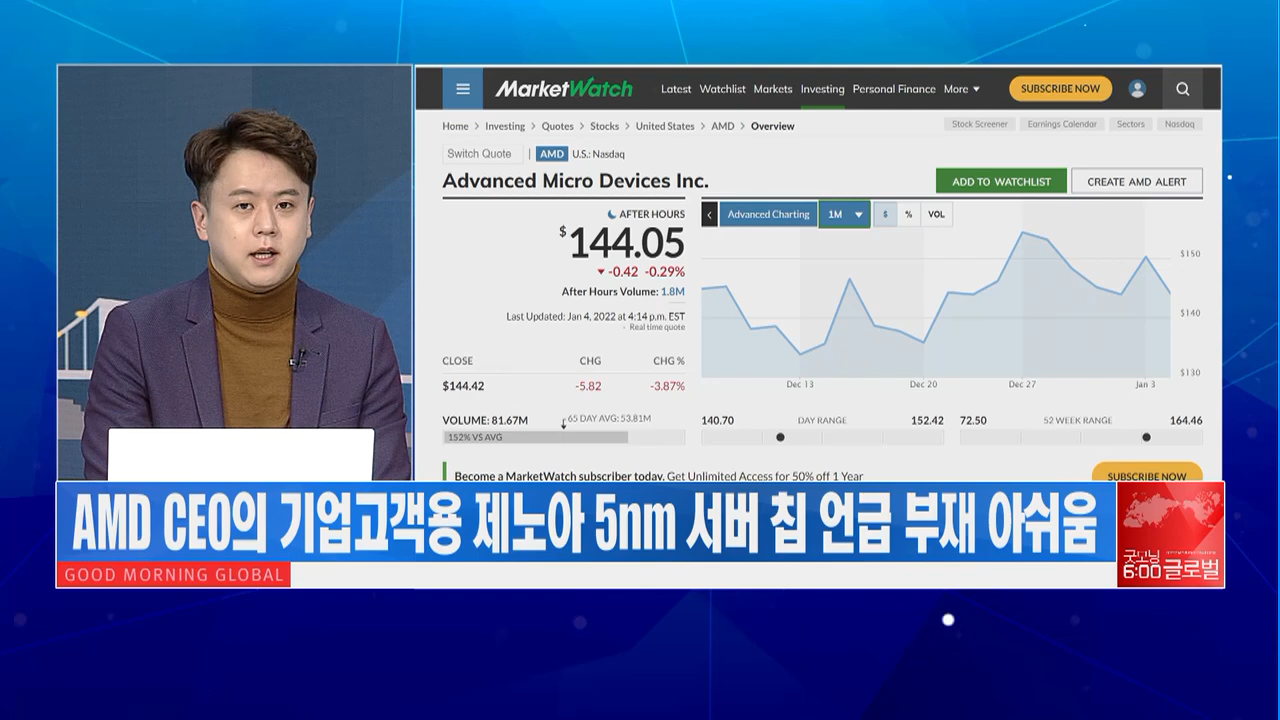 MarketWatch
Latest Watchlist Markets Investing Personal Finance More
SUBSCRIBE NOW
Home > Investing > Quotes > Stocks > United States > AMD > Overview
Stock Screener Earnings Calendar Sectors Nasdaq
Switch Quote | AMD U.S.: Nasdaq
Advanced Micro Devices Inc.
ADD TO WATCHLIST CREATE AMD ALERT
AFTER HOURS
$144.05
-0.42 -0.29%
After Hours Volume: 1.8M
Last Updated: Jan 4, 2022 at 4:14 p.m. EST
- Real time quote
CLOSE CHG CHG %
$144.42 -5.82 -3.87%
VOLUME: 81.67M 65 DAY AVG: 53.81M
152% VS AVG
Advanced Charting 1M $ % VOL
$150
$140
$130
Dec 13 Dec 20 Dec 27 Jan 3
140.70 DAY RANGE 152.42
72.50 52 WEEK RANGE 164.46
Become a MarketWatch subscriber today. Get Unlimited Access for 50% off 1 Year
SUBSCRIBE NOW
AMD CEO의 기업고객용 제노아 5nm 서버 칩 언급 부재 아쉬움
GOOD MORNING GLOBAL
굿모닝
6:00 글로벌